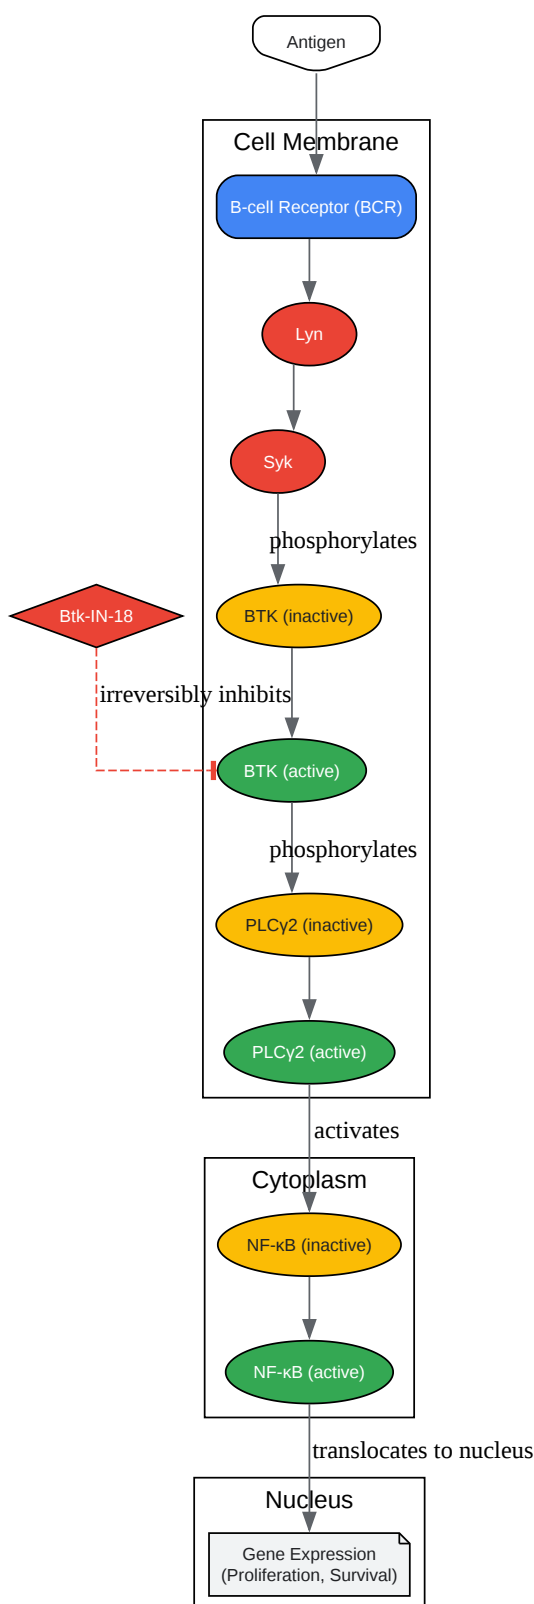 Antigen
Cell Membrane
B-cell Receptor (BCR)
Lyn
Syk
phosphorylates
BTK (inactive)
Btk-IN-18
irreversibly inhibits
BTK (active)
phosphorylates
PLCγ2 (inactive)
PLCγ2 (active)
activates
Cytoplasm
NF-κB (inactive)
NF-κB (active)
translocates to nucleus
Nucleus
Gene Expression
(Proliferation, Survival)